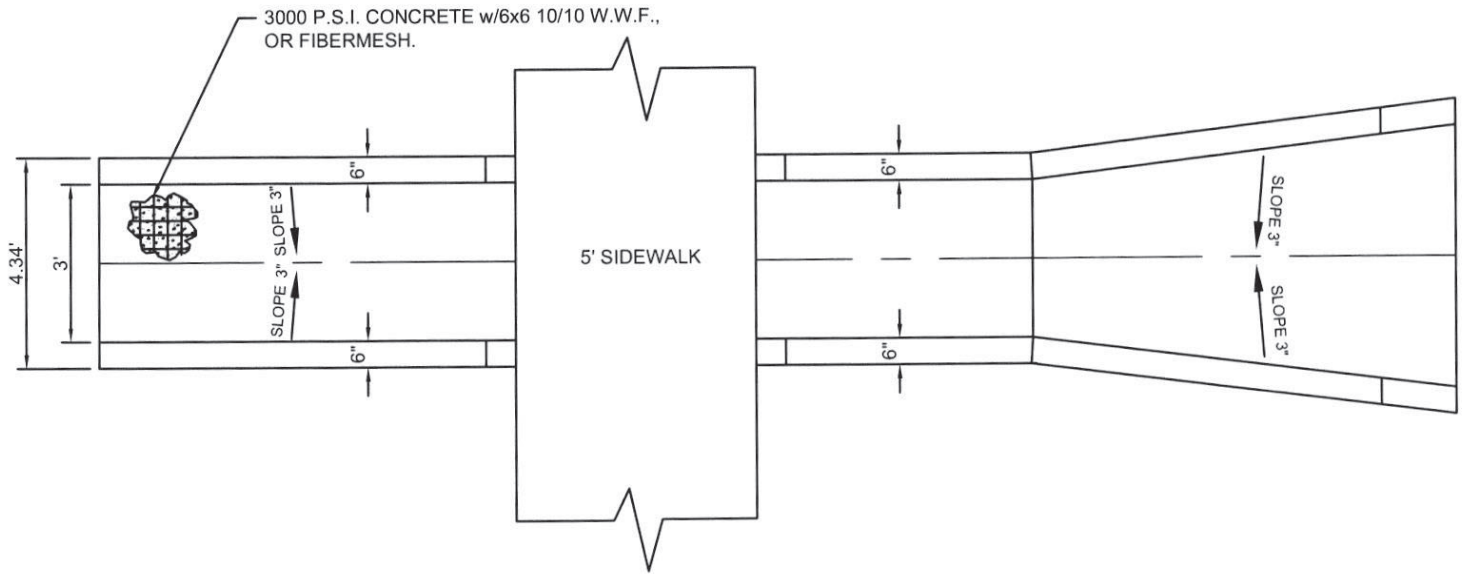 3000 P.S.I. CONCRETE w/6x6 10/10 W.W.F.,
OR FIBERMESH.
4.34'
3'
6"
6"
SLOPE 3" SLOPE 3"
5' SIDEWALK
6"
6"
SLOPE 3"
SLOPE 3"